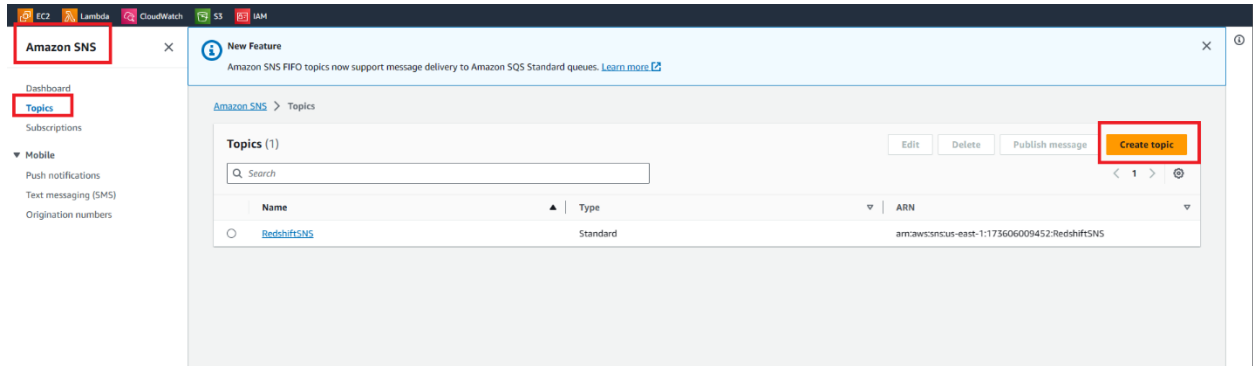 EC2 Lambda CloudWatch S3 IAM
Amazon SNS
New Feature
Amazon SNS FIFO topics now support message delivery to Amazon SQS Standard queues. Learn more
Dashboard
Topics
Subscriptions
Mobile
Push notifications
Text messaging (SMS)
Origination numbers
Amazon SNS > Topics
Topics (1)
Edit Delete Publish message Create topic
Search
1
Name Type ARN
RedshiftSNS Standard arn:aws:sns:us-east-1:173606009452:RedshiftSNS